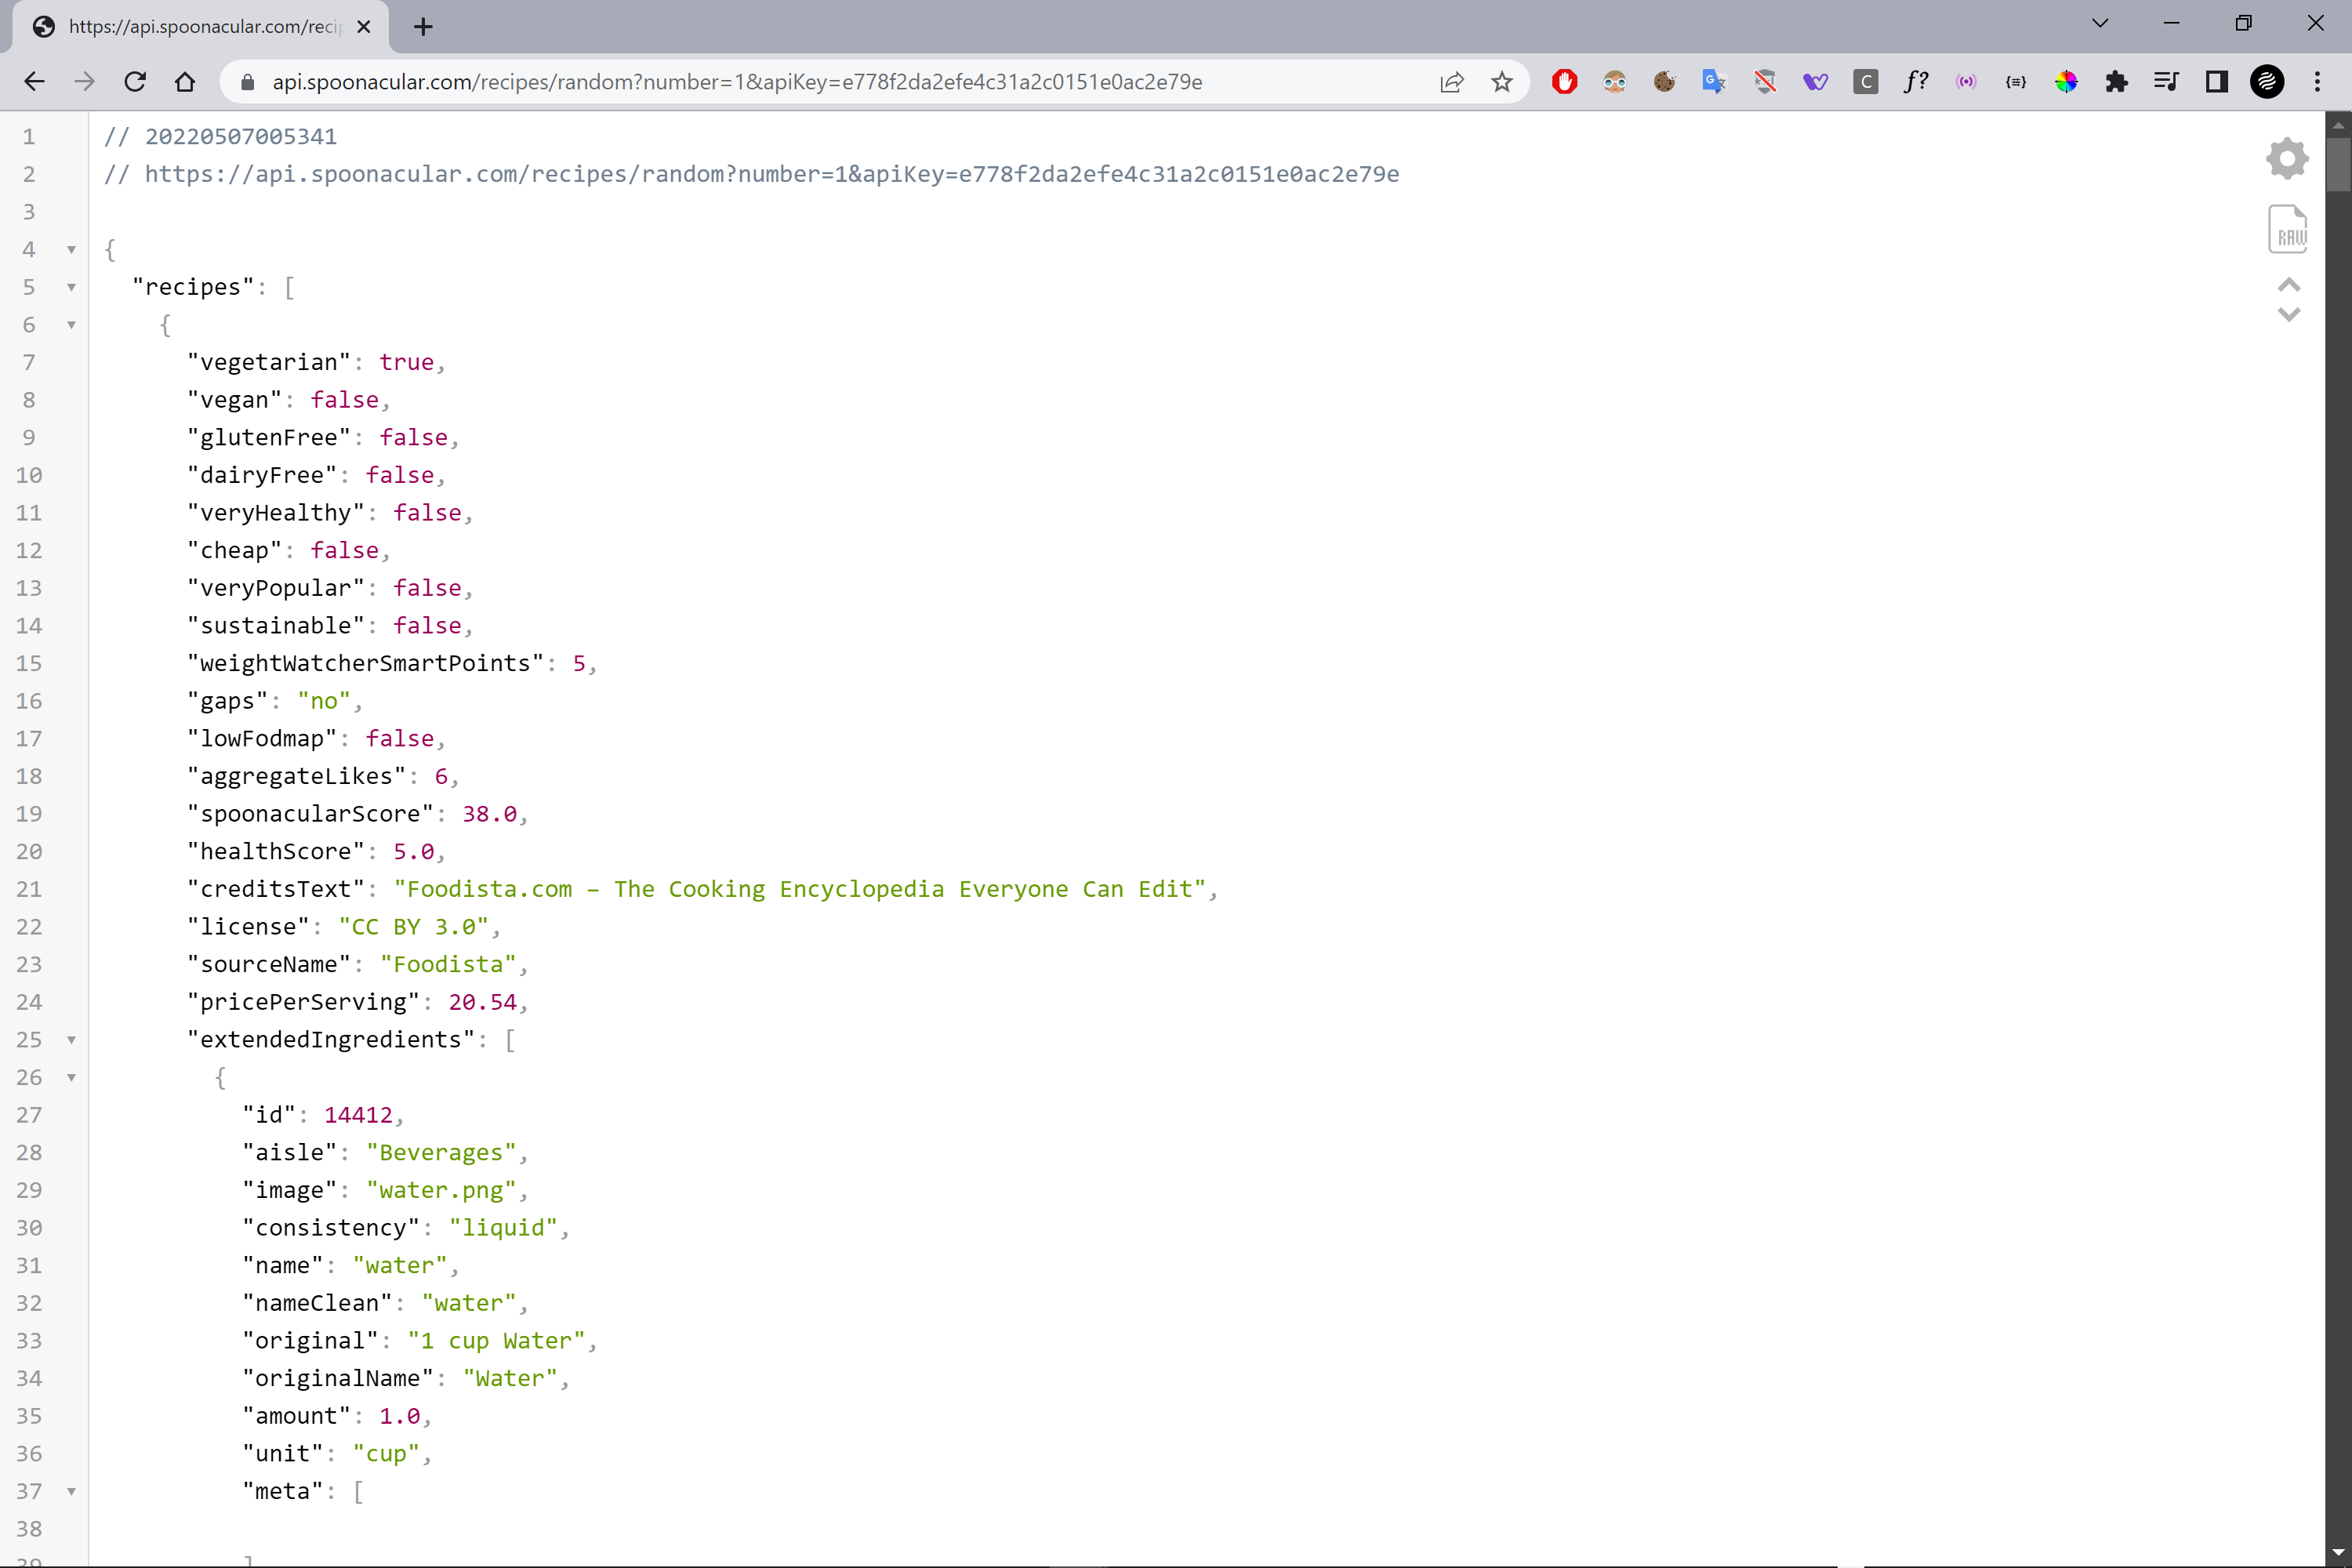 https://api.spoonacular.com/reci
api.spoonacular.com/recipes/random?number=1&apiKey=e778f2da2efe4c31a2c0151e0ac2e79e
1 // 20220507005341
2 // https://api.spoonacular.com/recipes/random?number=1&apiKey=e778f2da2efe4c31a2c0151e0ac2e79e
3
4 {
5 "recipes": [
6 {
7 "vegetarian": true,
8 "vegan": false,
9 "glutenFree": false,
10 "dairyFree": false,
11 "veryHealthy": false,
12 "cheap": false,
13 "veryPopular": false,
14 "sustainable": false,
15 "weightWatcherSmartPoints": 5,
16 "gaps": "no",
17 "lowFodmap": false,
18 "aggregateLikes": 6,
19 "spoonacularScore": 38.0,
20 "healthScore": 5.0,
21 "creditsText": "Foodista.com – The Cooking Encyclopedia Everyone Can Edit",
22 "license": "CC BY 3.0",
23 "sourceName": "Foodista",
24 "pricePerServing": 20.54,
25 "extendedIngredients": [
26 {
27 "id": 14412,
28 "aisle": "Beverages",
29 "image": "water.png",
30 "consistency": "liquid",
31 "name": "water",
32 "nameClean": "water",
33 "original": "1 cup Water",
34 "originalName": "Water",
35 "amount": 1.0,
36 "unit": "cup",
37 "meta": [
38
39 ]
RAW